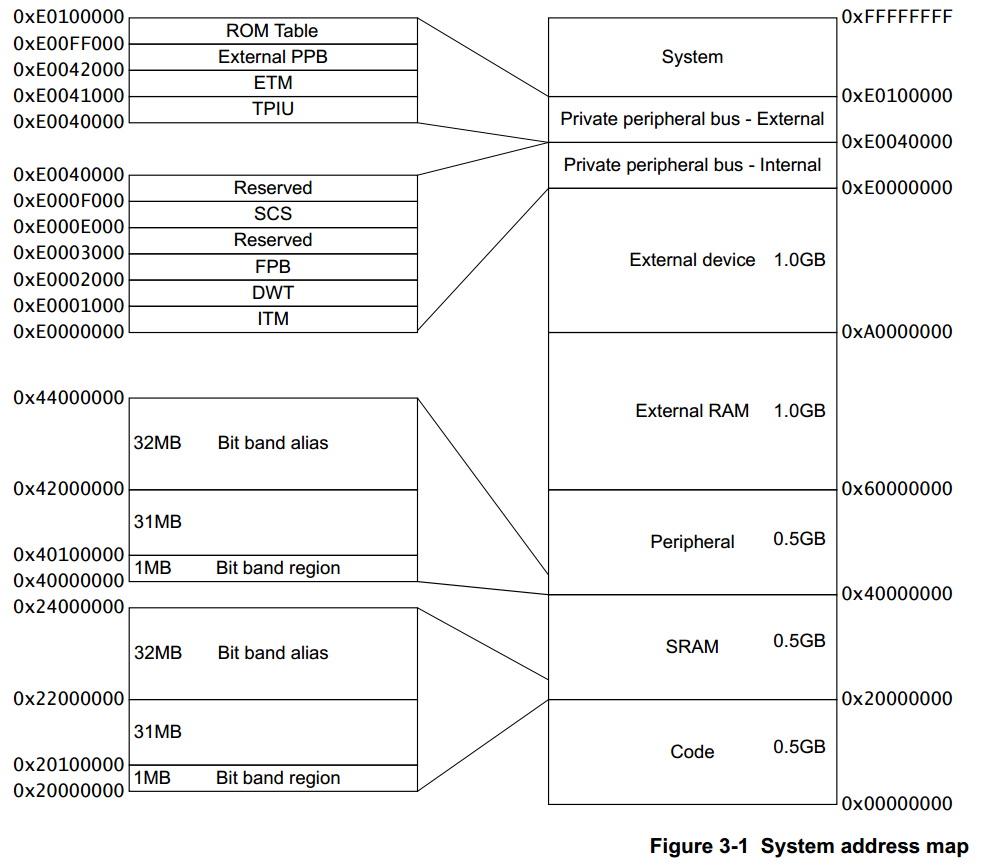 0xE0100000
ROM Table
0xE00FF000
External PPB
0xE0042000
ETM
0xE0041000
TPIU
0xE0040000
0xE0040000
Reserved
0xE000F000
SCS
0xE000E000
Reserved
0xE0003000
FPB
0xE0002000
DWT
0xE0001000
ITM
0xE0000000
0x44000000
32MB Bit band alias
0x42000000
31MB
0x40100000
1MB Bit band region
0x40000000
0x24000000
32MB Bit band alias
0x22000000
31MB
0x20100000
1MB Bit band region
0x20000000
0xFFFFFFFF
System
0xE0100000
Private peripheral bus - External
0xE0040000
Private peripheral bus - Internal
0xE0000000
External device 1.0GB
0xA0000000
External RAM 1.0GB
0x60000000
Peripheral 0.5GB
0x40000000
SRAM 0.5GB
0x20000000
Code 0.5GB
0x00000000
Figure 3-1 System address map